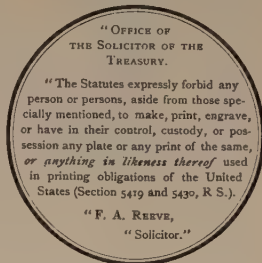 "OFFICE OF
THE SOLICITOR OF THE
TREASURY.
"The Statutes expressly forbid any
person or persons, aside from those spe-
cially mentioned, to make, print, engrave,
or have in their control, custody, or pos-
session any plate or any print of the same,
or anything in likeness thereof used
in printing obligations of the United
States (Section 5419 and 5430, R S.).
"F. A. REEVE,
"Solicitor."